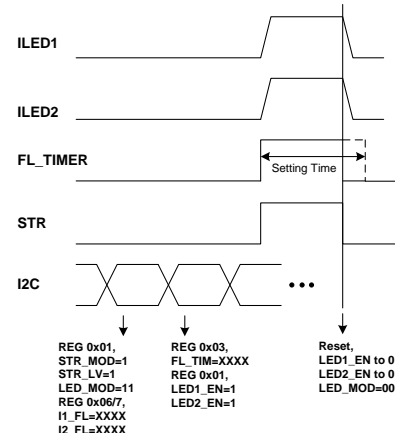 ILED1
ILED2
FL_TIMER
Setting Time
STR
I2C
REG 0x01,
STR_MOD=1
STR_LV=1
LED_MOD=11
REG 0x06/7,
I1_FL=XXXX
I2_FL=XXXX
REG 0x03,
FL_TIM=XXXX
REG 0x01,
LED1_EN=1
LED2_EN=1
Reset,
LED1_EN to 0
LED2_EN to 0
LED_MOD=00